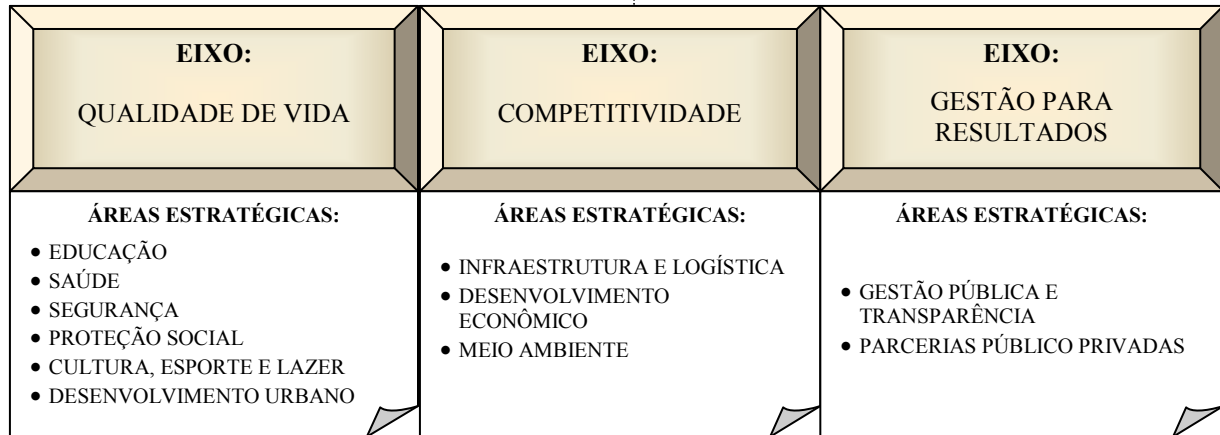 EIXO:
QUALIDADE DE VIDA
ÁREAS ESTRATÉGICAS:
• EDUCAÇÃO
• SAÚDE
• SEGURANÇA
• PROTEÇÃO SOCIAL
• CULTURA, ESPORTE E LAZER
• DESENVOLVIMENTO URBANO
EIXO:
COMPETITIVIDADE
ÁREAS ESTRATÉGICAS:
• INFRAESTRUTURA E LOGÍSTICA
• DESENVOLVIMENTO
ECONÔMICO
• MEIO AMBIENTE
EIXO:
GESTÃO PARA
RESULTADOS
ÁREAS ESTRATÉGICAS:
• GESTÃO PÚBLICA E
TRANSPARÊNCIA
• PARCERIAS PÚBLICO PRIVADAS